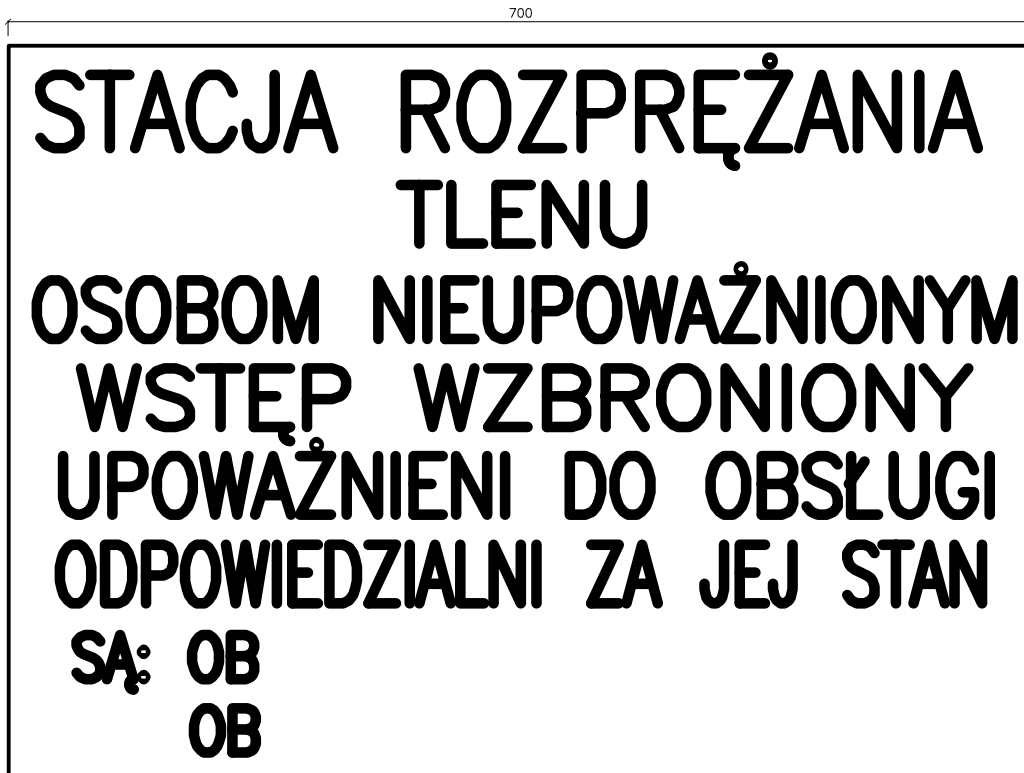 700
STACJA ROZPRĘŻANIA
TLENU
OSOBOM NIEUPOWAŻNIONYM
WSTĘP WZBRONIONY
UPOWAŻNIENI DO OBSŁUGI
ODPOWIEDZIALNI ZA JEJ STAN
SĄ: OB
OB